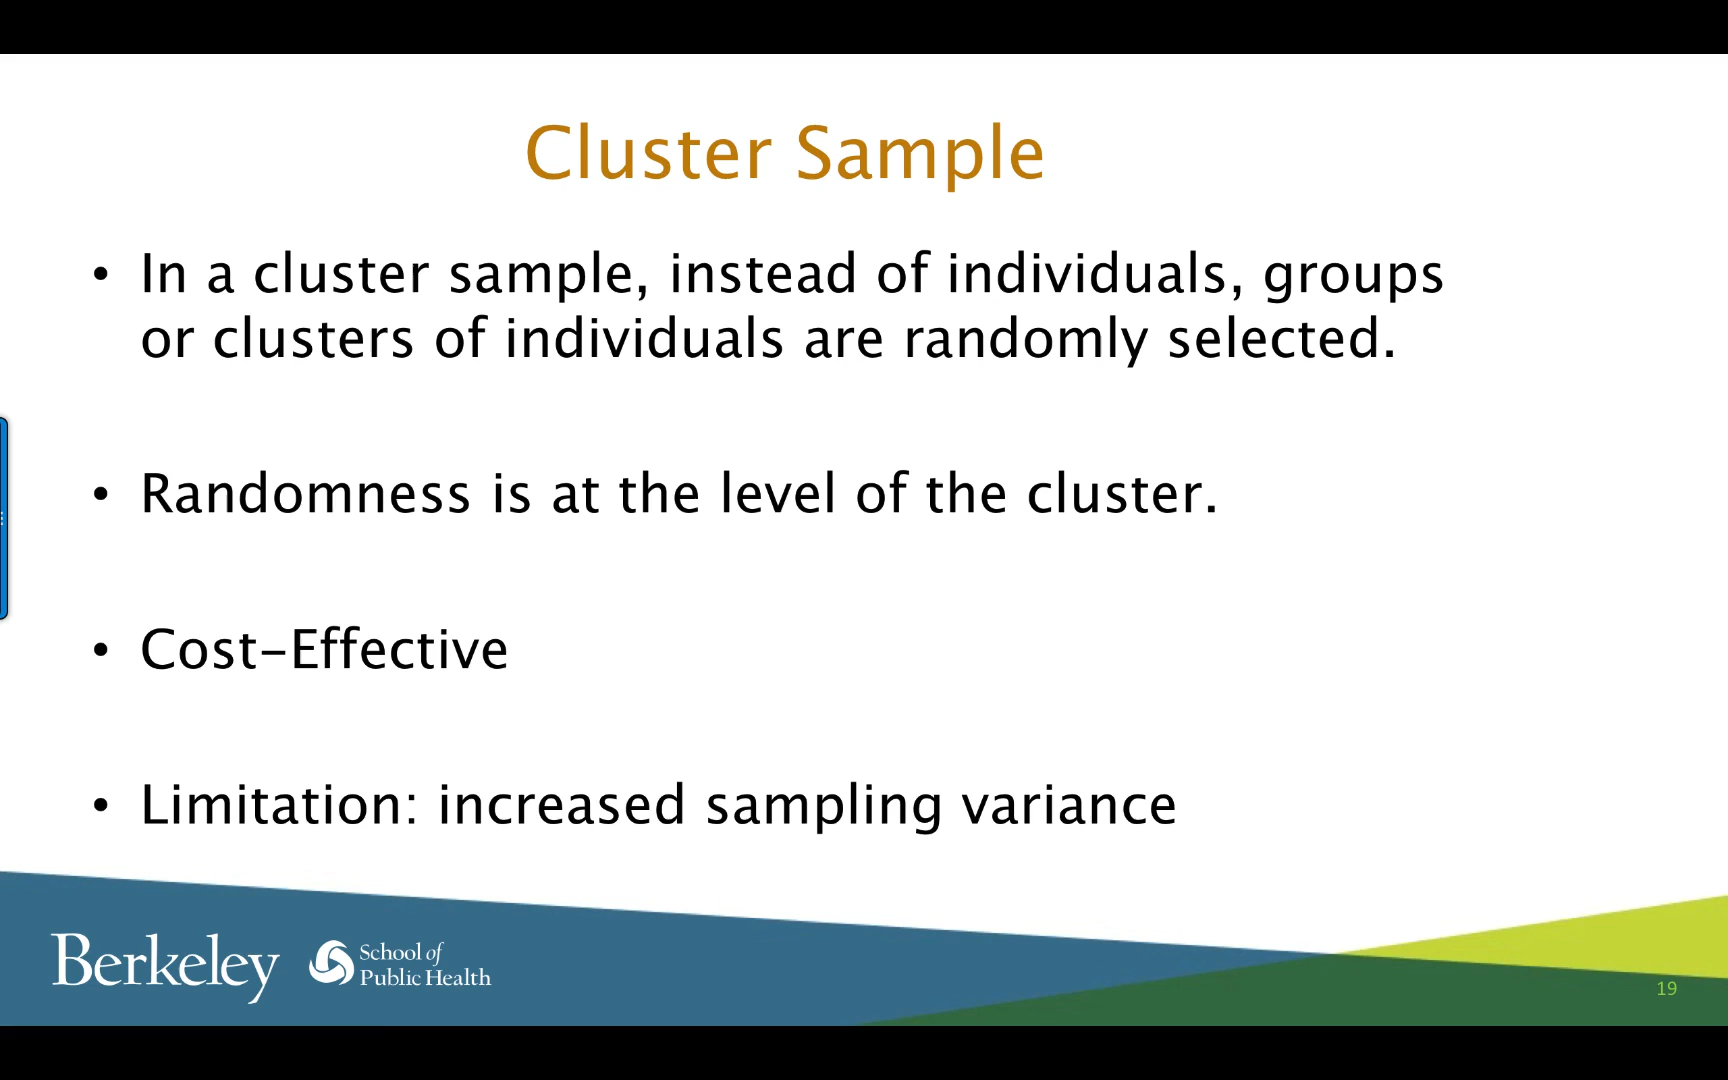 Cluster Sample
• In a cluster sample, instead of individuals, groups
or clusters of individuals are randomly selected.
• Randomness is at the level of the cluster.
• Cost-Effective
• Limitation: increased sampling variance
Berkeley
School of
Public Health
19